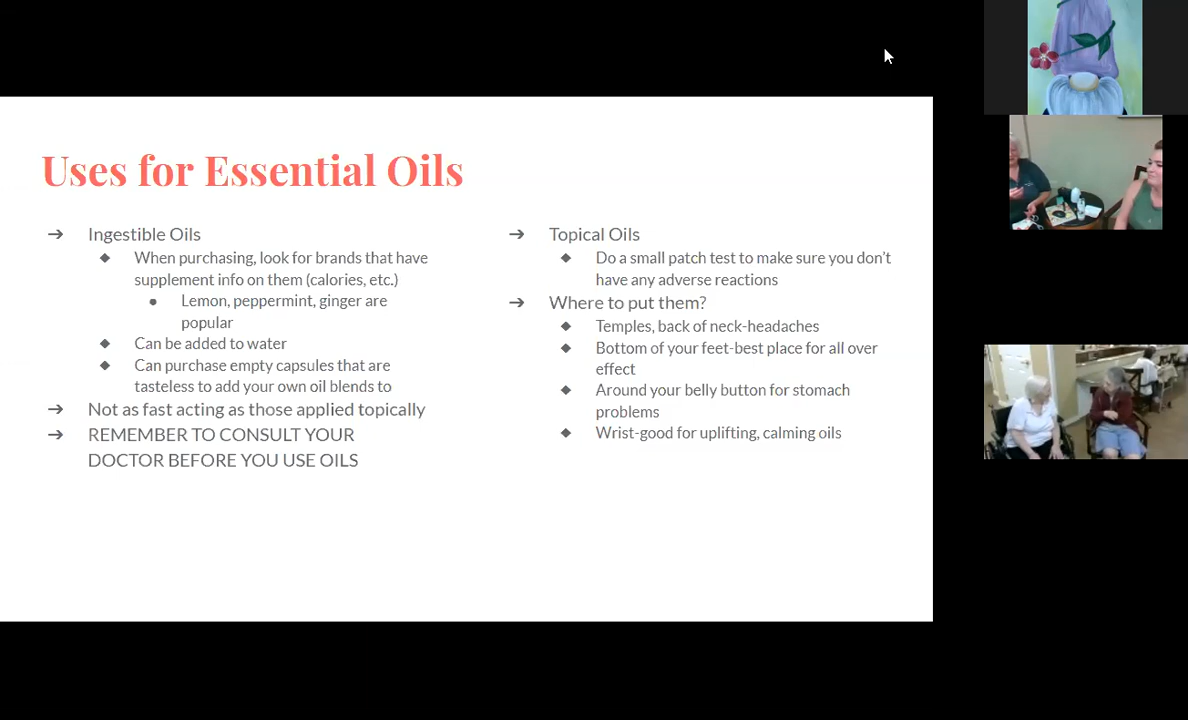 Uses for Essential Oils
➔ Ingestible Oils
◆ When purchasing, look for brands that have
supplement info on them (calories, etc.)
● Lemon, peppermint, ginger are
popular
◆ Can be added to water
◆ Can purchase empty capsules that are
tasteless to add your own oil blends to
➔ Not as fast acting as those applied topically
➔ REMEMBER TO CONSULT YOUR
DOCTOR BEFORE YOU USE OILS
➔ Topical Oils
◆ Do a small patch test to make sure you don't
have any adverse reactions
➔ Where to put them?
◆ Temples, back of neck-headaches
◆ Bottom of your feet-best place for all over
effect
◆ Around your belly button for stomach
problems
◆ Wrist-good for uplifting, calming oils